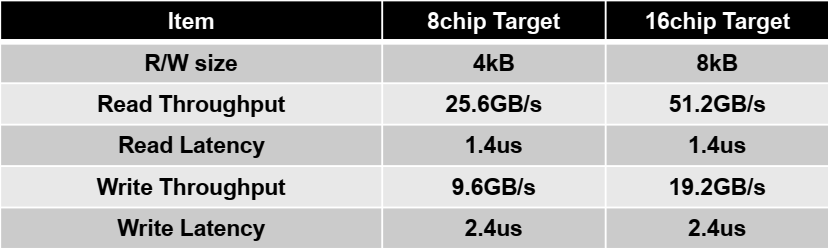 Item 8chip Target 16chip Target
R/W size 4kB 8kB
Read Throughput 25.6GB/s 51.2GB/s
Read Latency 1.4us 1.4us
Write Throughput 9.6GB/s 19.2GB/s
Write Latency 2.4us 2.4us